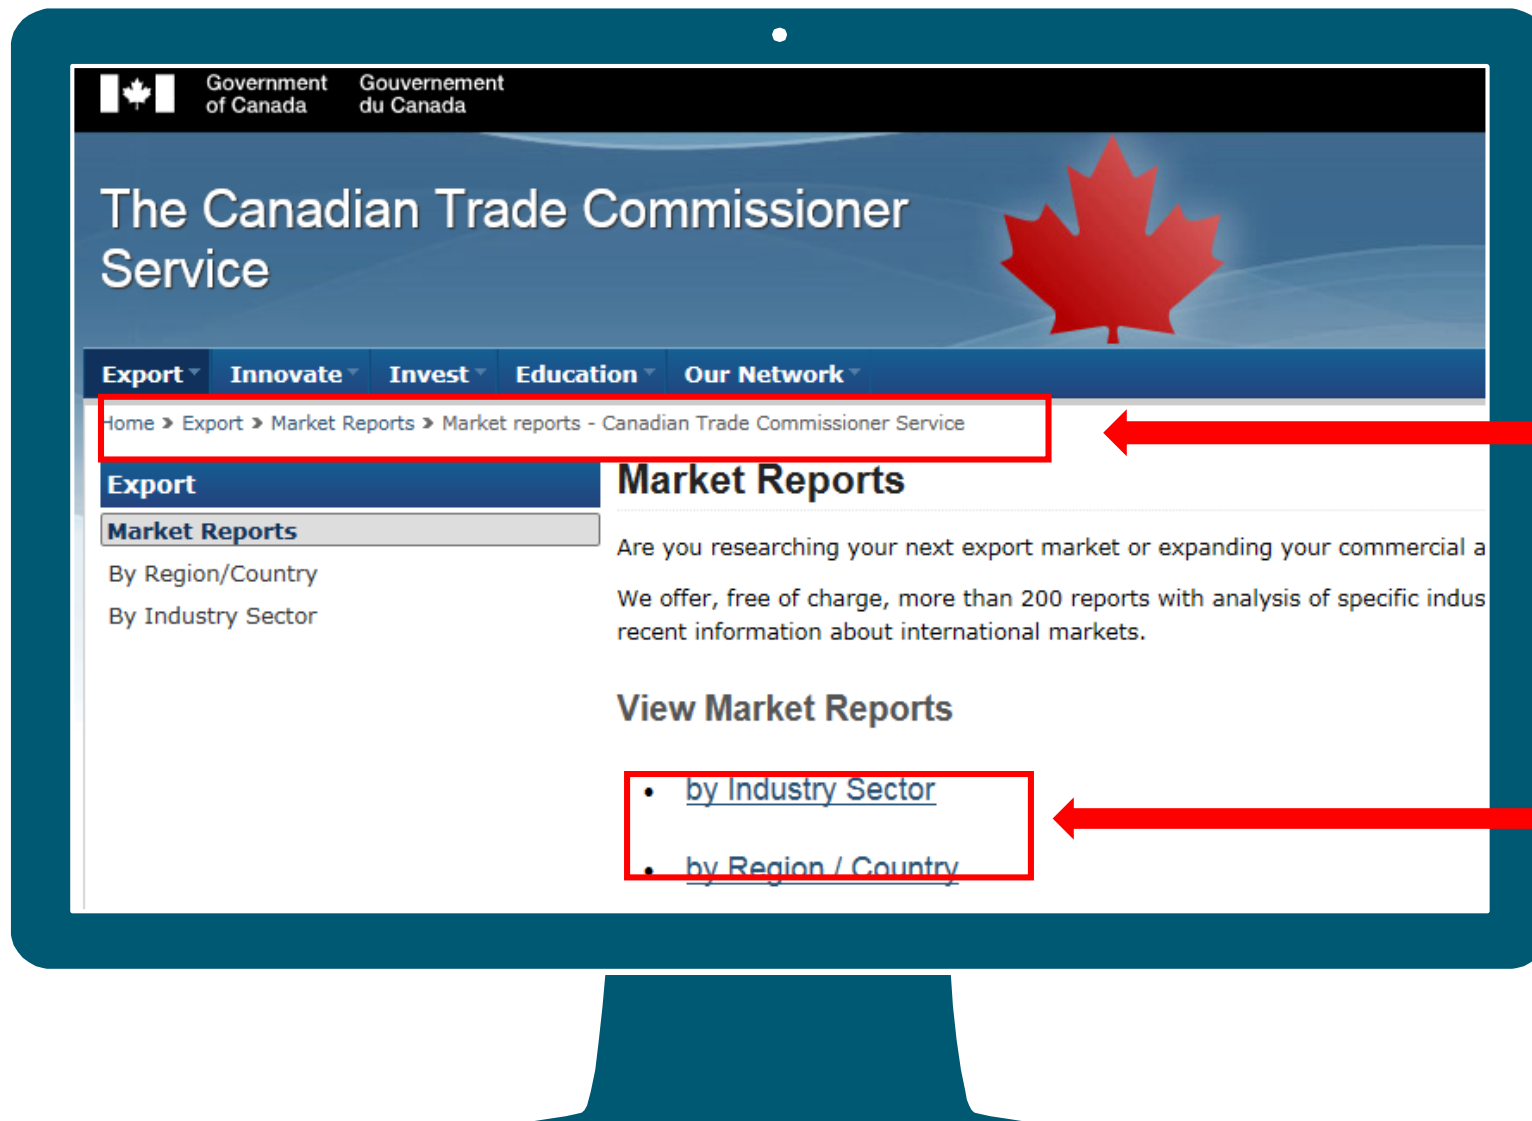 Government of Canada
Gouvernement du Canada
The Canadian Trade Commissioner
Service
Export Innovate Invest Education Our Network
Home > Export > Market Reports > Market reports - Canadian Trade Commissioner Service
Export
Market Reports
By Region/Country
By Industry Sector
Market Reports
Are you researching your next export market or expanding your commercial a
We offer, free of charge, more than 200 reports with analysis of specific indus
recent information about international markets.
View Market Reports
• by Industry Sector
• by Region / Country